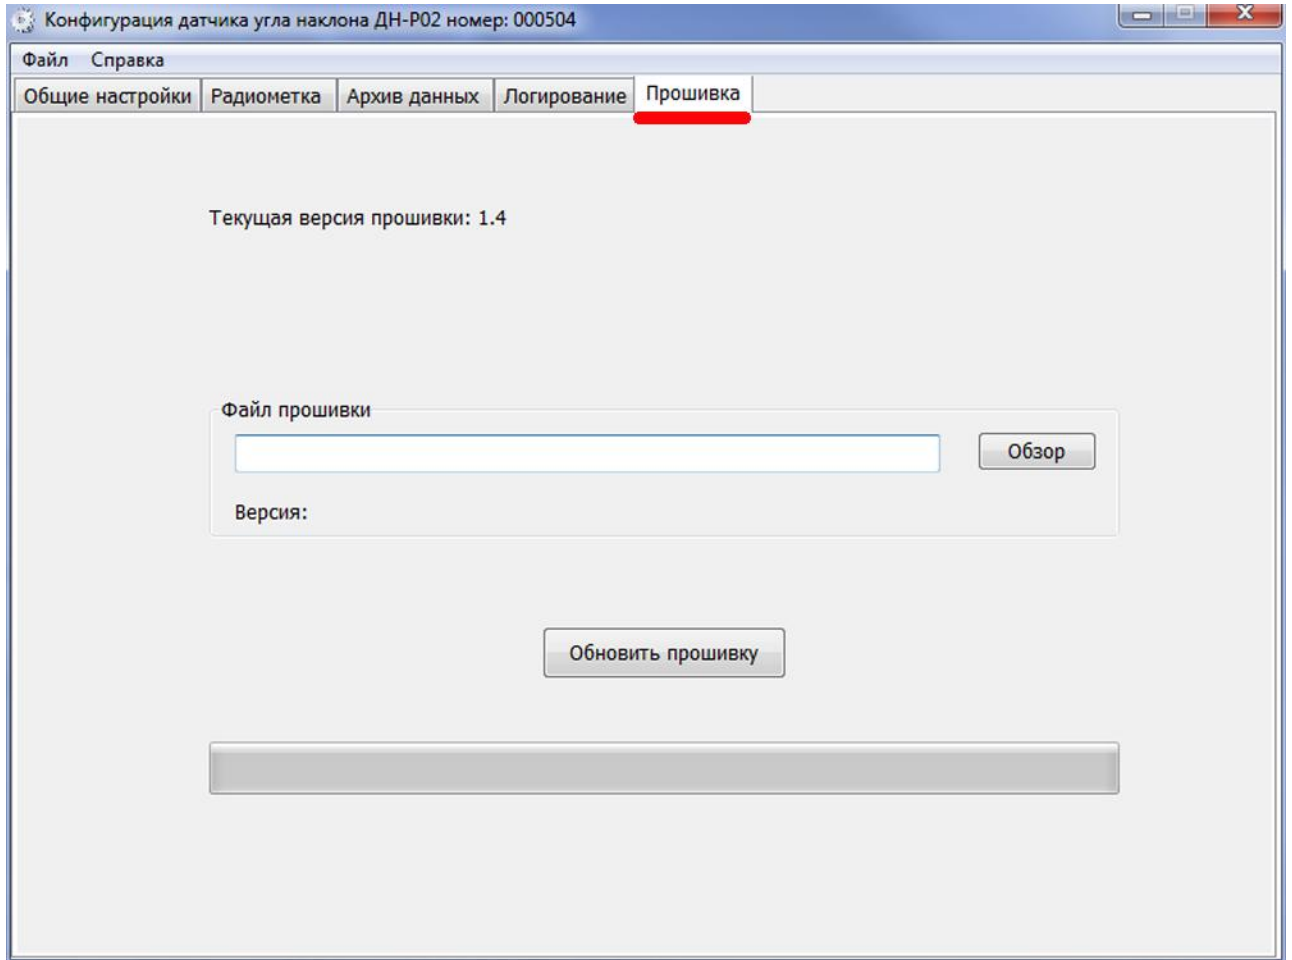 Конфигурация датчика угла наклона ДН-Р02 номер: 000504
Файл Справка
Общие настройки Радиометка Архив данных Логирование Прошивка
Текущая версия прошивки: 1.4
Файл прошивки
Обзор
Версия:
Обновить прошивку